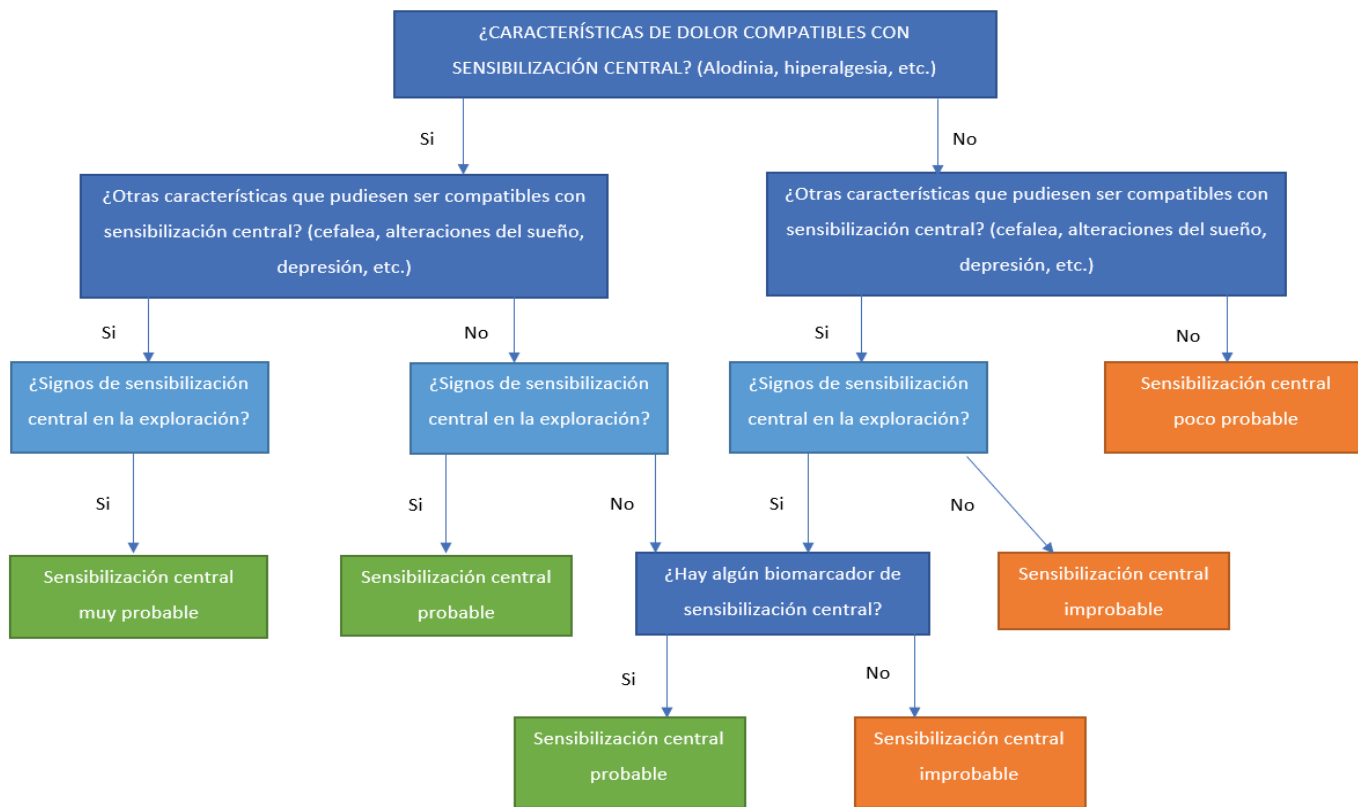 ¿CARACTERÍSTICAS DE DOLOR COMPATIBLES CON
SENSIBILIZACIÓN CENTRAL? (Alodinia, hiperalgesia, etc.)
Si
No
¿Otras características que pudiesen ser compatibles con
sensibilización central? (cefalea, alteraciones del sueño,
depresión, etc.)
¿Otras características que pudiesen ser compatibles con
sensibilización central? (cefalea, alteraciones del sueño,
depresión, etc.)
Si
No
Si
No
¿Signos de sensibilización
central en la exploración?
¿Signos de sensibilización
central en la exploración?
¿Signos de sensibilización
central en la exploración?
Sensibilización central
poco probable
Si
Si
No
Si
No
Sensibilización central
muy probable
Sensibilización central
probable
¿Hay algún biomarcador de
sensibilización central?
Sensibilización central
improbable
Si
No
Sensibilización central
probable
Sensibilización central
improbable